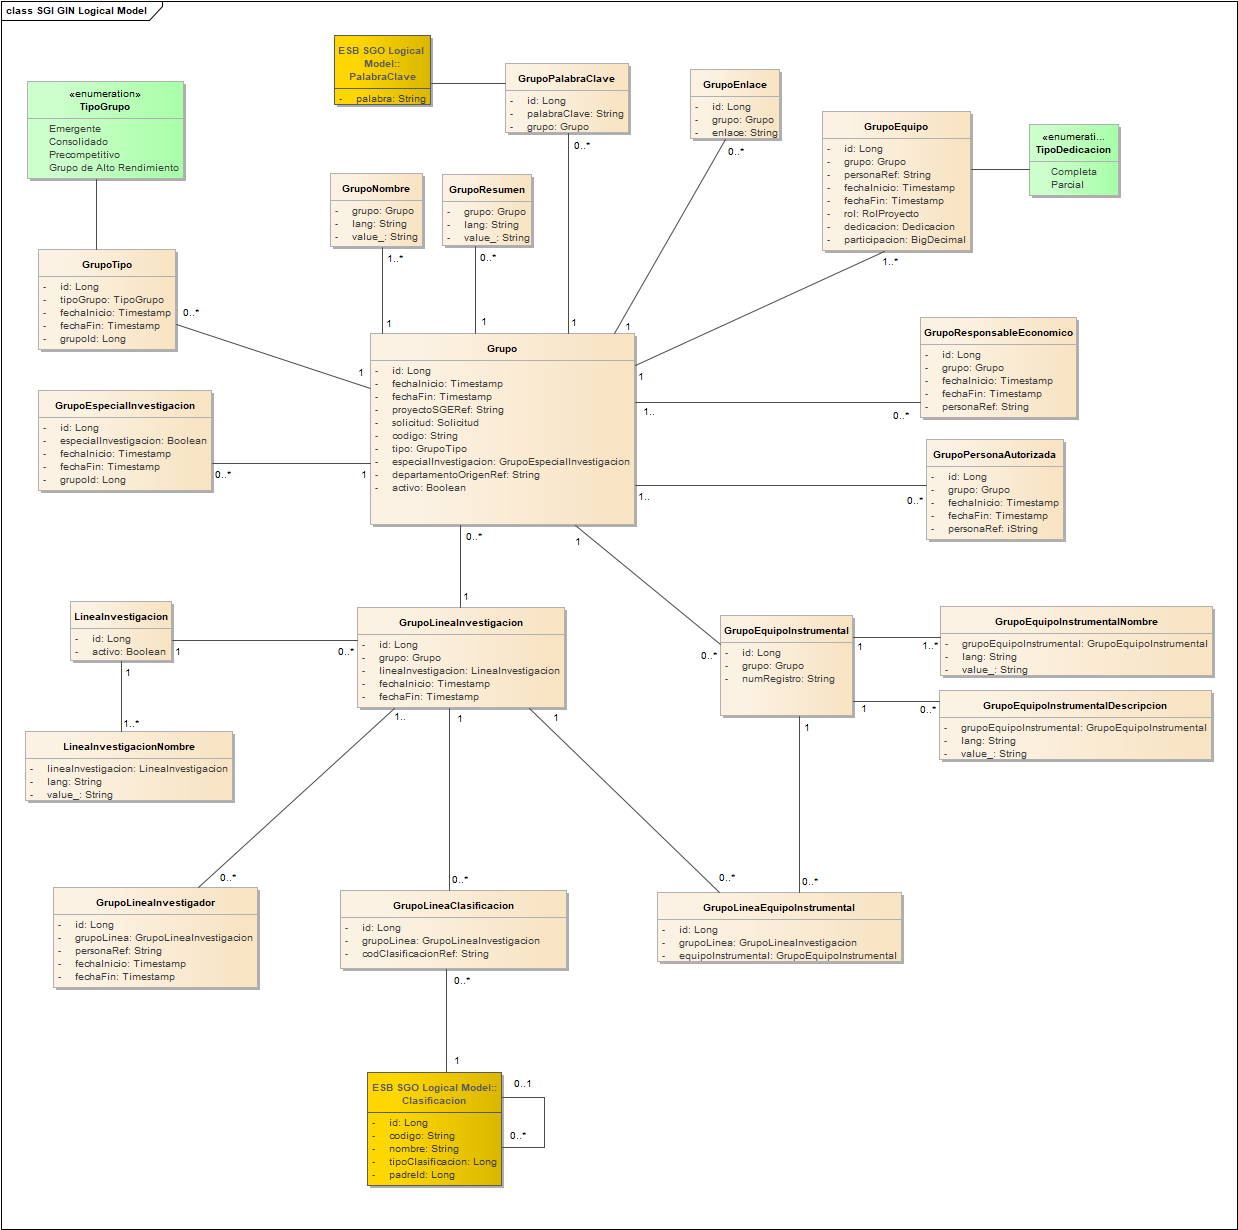 class SGI GIN Logical Model
ESB SGO Logical
Model::
PalabraClave
- palabra: String
GrupoPalabraClave
- id: Long
- palabraClave: String
- grupo: Grupo
0..*
1
GrupoEnlace
- id: Long
- grupo: Grupo
- enlace: String
0..*
1
«enumeration»
TipoGrupo
Emergente
Consolidado
Precompetitivo
Grupo de Alto Rendimiento
GrupoEquipo
- id: Long
- grupo: Grupo
- personaRef: String
- fechaInicio: Timestamp
- fechaFin: Timestamp
- rol: RolProyecto
- dedicacion: Dedicacion
- participacion: BigDecimal
1..*
1
«enumerati...
TipoDedicacion
Completa
Parcial
GrupoNombre
- grupo: Grupo
- lang: String
- value_: String
1..*
1
GrupoResumen
- grupo: Grupo
- lang: String
- value_: String
0..*
1
GrupoTipo
- id: Long
- tipoGrupo: TipoGrupo
- fechaInicio: Timestamp
- fechaFin: Timestamp
- grupoId: Long
0..*
1
Grupo
- id: Long
- fechaInicio: Timestamp
- fechaFin: Timestamp
- proyectoSGERef: String
- solicitud: Solicitud
- codigo: String
- tipo: GrupoTipo
- especialInvestigacion: GrupoEspecialInvestigacion
- departamentoOrigenRef: String
- activo: Boolean
GrupoResponsableEconomico
- id: Long
- grupo: Grupo
- fechaInicio: Timestamp
- fechaFin: Timestamp
- personaRef: String
1..
0..*
GrupoEspecialInvestigacion
- id: Long
- especialInvestigacion: Boolean
- fechaInicio: Timestamp
- fechaFin: Timestamp
- grupoId: Long
0..*
1
GrupoPersonaAutorizada
- id: Long
- grupo: Grupo
- fechaInicio: Timestamp
- fechaFin: Timestamp
- personaRef: iString
1..
0..*
0..*
1
1
0..*
LineaInvestigacion
- id: Long
- activo: Boolean
1
0..*
1
1..*
GrupoLineaInvestigacion
- id: Long
- grupo: Grupo
- lineaInvestigacion: LineaInvestigacion
- fechaInicio: Timestamp
- fechaFin: Timestamp
GrupoEquipoInstrumental
- id: Long
- grupo: Grupo
- numRegistro: String
1
1..*
GrupoEquipoInstrumentalNombre
- grupoEquipoInstrumental: GrupoEquipoInstrumental
- lang: String
- value_: String
1
0..*
GrupoEquipoInstrumentalDescripcion
- grupoEquipoInstrumental: GrupoEquipoInstrumental
- lang: String
- value_: String
LineaInvestigacionNombre
- lineaInvestigacion: LineaInvestigacion
- lang: String
- value_: String
1..
1
1
1
0..*
0..*
0..*
0..*
GrupoLineaInvestigador
- id: Long
- grupoLinea: GrupoLineaInvestigacion
- personaRef: String
- fechaInicio: Timestamp
- fechaFin: Timestamp
GrupoLineaClasificacion
- id: Long
- grupoLinea: GrupoLineaInvestigacion
- codClasificacionRef: String
GrupoLineaEquipoInstrumental
- id: Long
- grupoLinea: GrupoLineaInvestigacion
- equipoInstrumental: GrupoEquipoInstrumental
0..*
1
ESB SGO Logical Model::
Clasificacion
- id: Long
- codigo: String
- nombre: String
- tipoClasificacion: Long
- padreId: Long
0..1
0..*